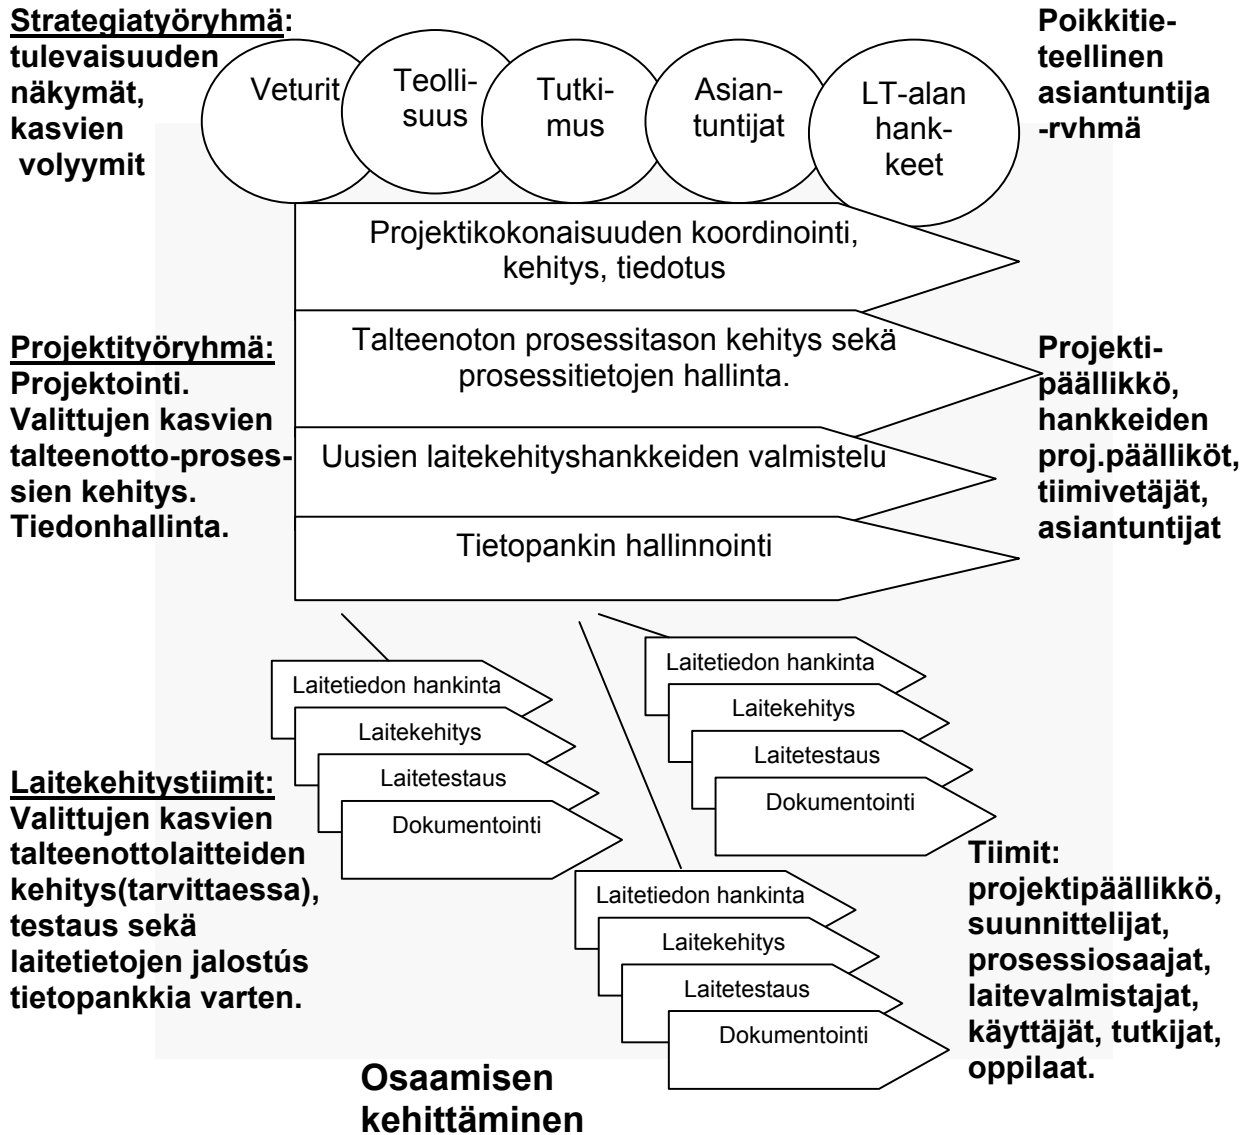 Strategiatyöryhmä:
tulevaisuuden
näkymät,
kasvien
volyymit
Veturit
Teolli-
suus
Tutki-
mus
Asian-
tuntijat
LT-alan
hank-
keet
Poikkitie-
teellinen
asiantuntija
-ryhmä
Projektikokonaisuuden koordinointi,
kehitys, tiedotus
Talteenoton prosessitason kehitys sekä
prosessitietojen hallinta.
Uusien laitekehityshankkeiden valmistelu
Tietopankin hallinnointi
Projektityöryhmä:
Projektointi.
Valittujen kasvien
talteenotto-proses-
sien kehitys.
Tiedonhallinta.
Projekti-
päällikkö,
hankkeiden
proj.päälliköt,
tiimivetäjät,
asiantuntijat
Laitetiedon hankinta
Laitekehitys
Laitetestaus
Dokumentointi
Laitetiedon hankinta
Laitekehitys
Laitetestaus
Dokumentointi
Laitetiedon hankinta
Laitekehitys
Laitetestaus
Dokumentointi
Laitekehitystiimit:
Valittujen kasvien
talteenottolaitteiden
kehitys(tarvittaessa),
testaus sekä
laitetietojen jalostús
tietopankkia varten.
Tiimit:
projektipäällikkö,
suunnittelijat,
prosessiosaajat,
laitevalmistajat,
käyttäjät, tutkijat,
oppilaat.
Osaamisen
kehittäminen